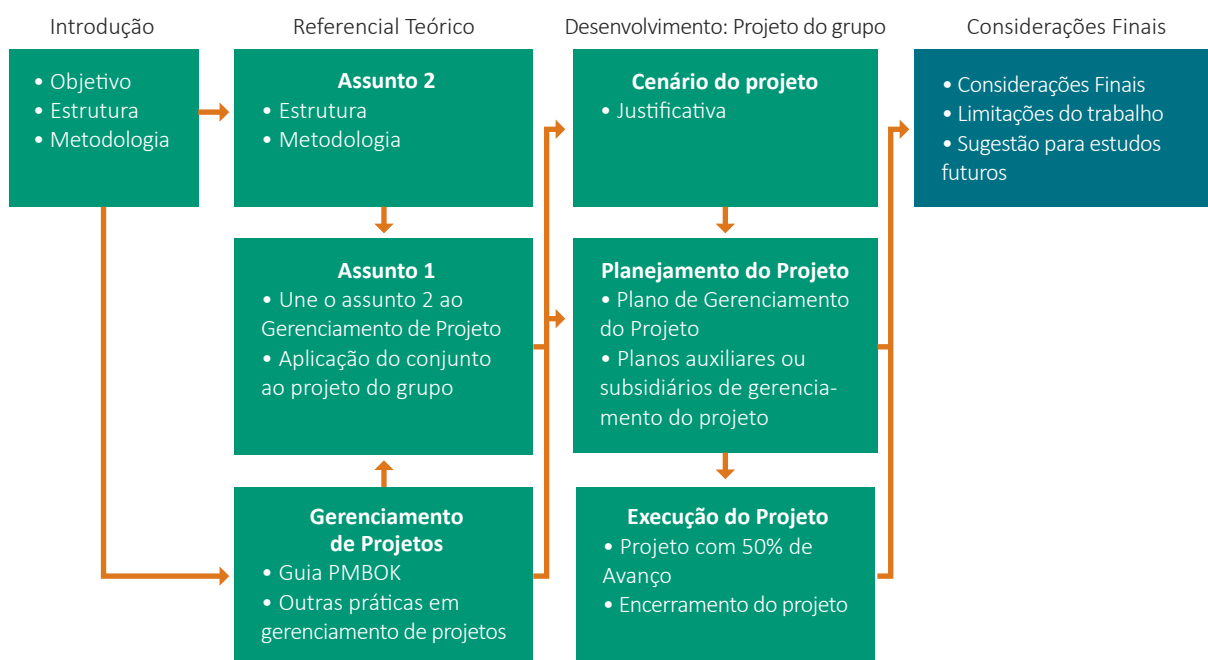 Introdução
Referencial Teórico
Desenvolvimento: Projeto do grupo
Considerações Finais
• Objetivo
• Estrutura
• Metodologia
Assunto 2
• Estrutura
• Metodologia
Cenário do projeto
• Justificativa
• Considerações Finais
• Limitações do trabalho
• Sugestão para estudos
futuros
Assunto 1
• Une o assunto 2 ao
Gerenciamento de Projeto
• Aplicação do conjunto
ao projeto do grupo
Planejamento do Projeto
• Plano de Gerenciamento
do Projeto
• Planos auxiliares ou
subsidiários de gerencia-
mento do projeto
Gerenciamento
de Projetos
• Guia PMBOK
• Outras práticas em
gerenciamento de projetos
Execução do Projeto
• Projeto com 50% de
Avanço
• Encerramento do projeto